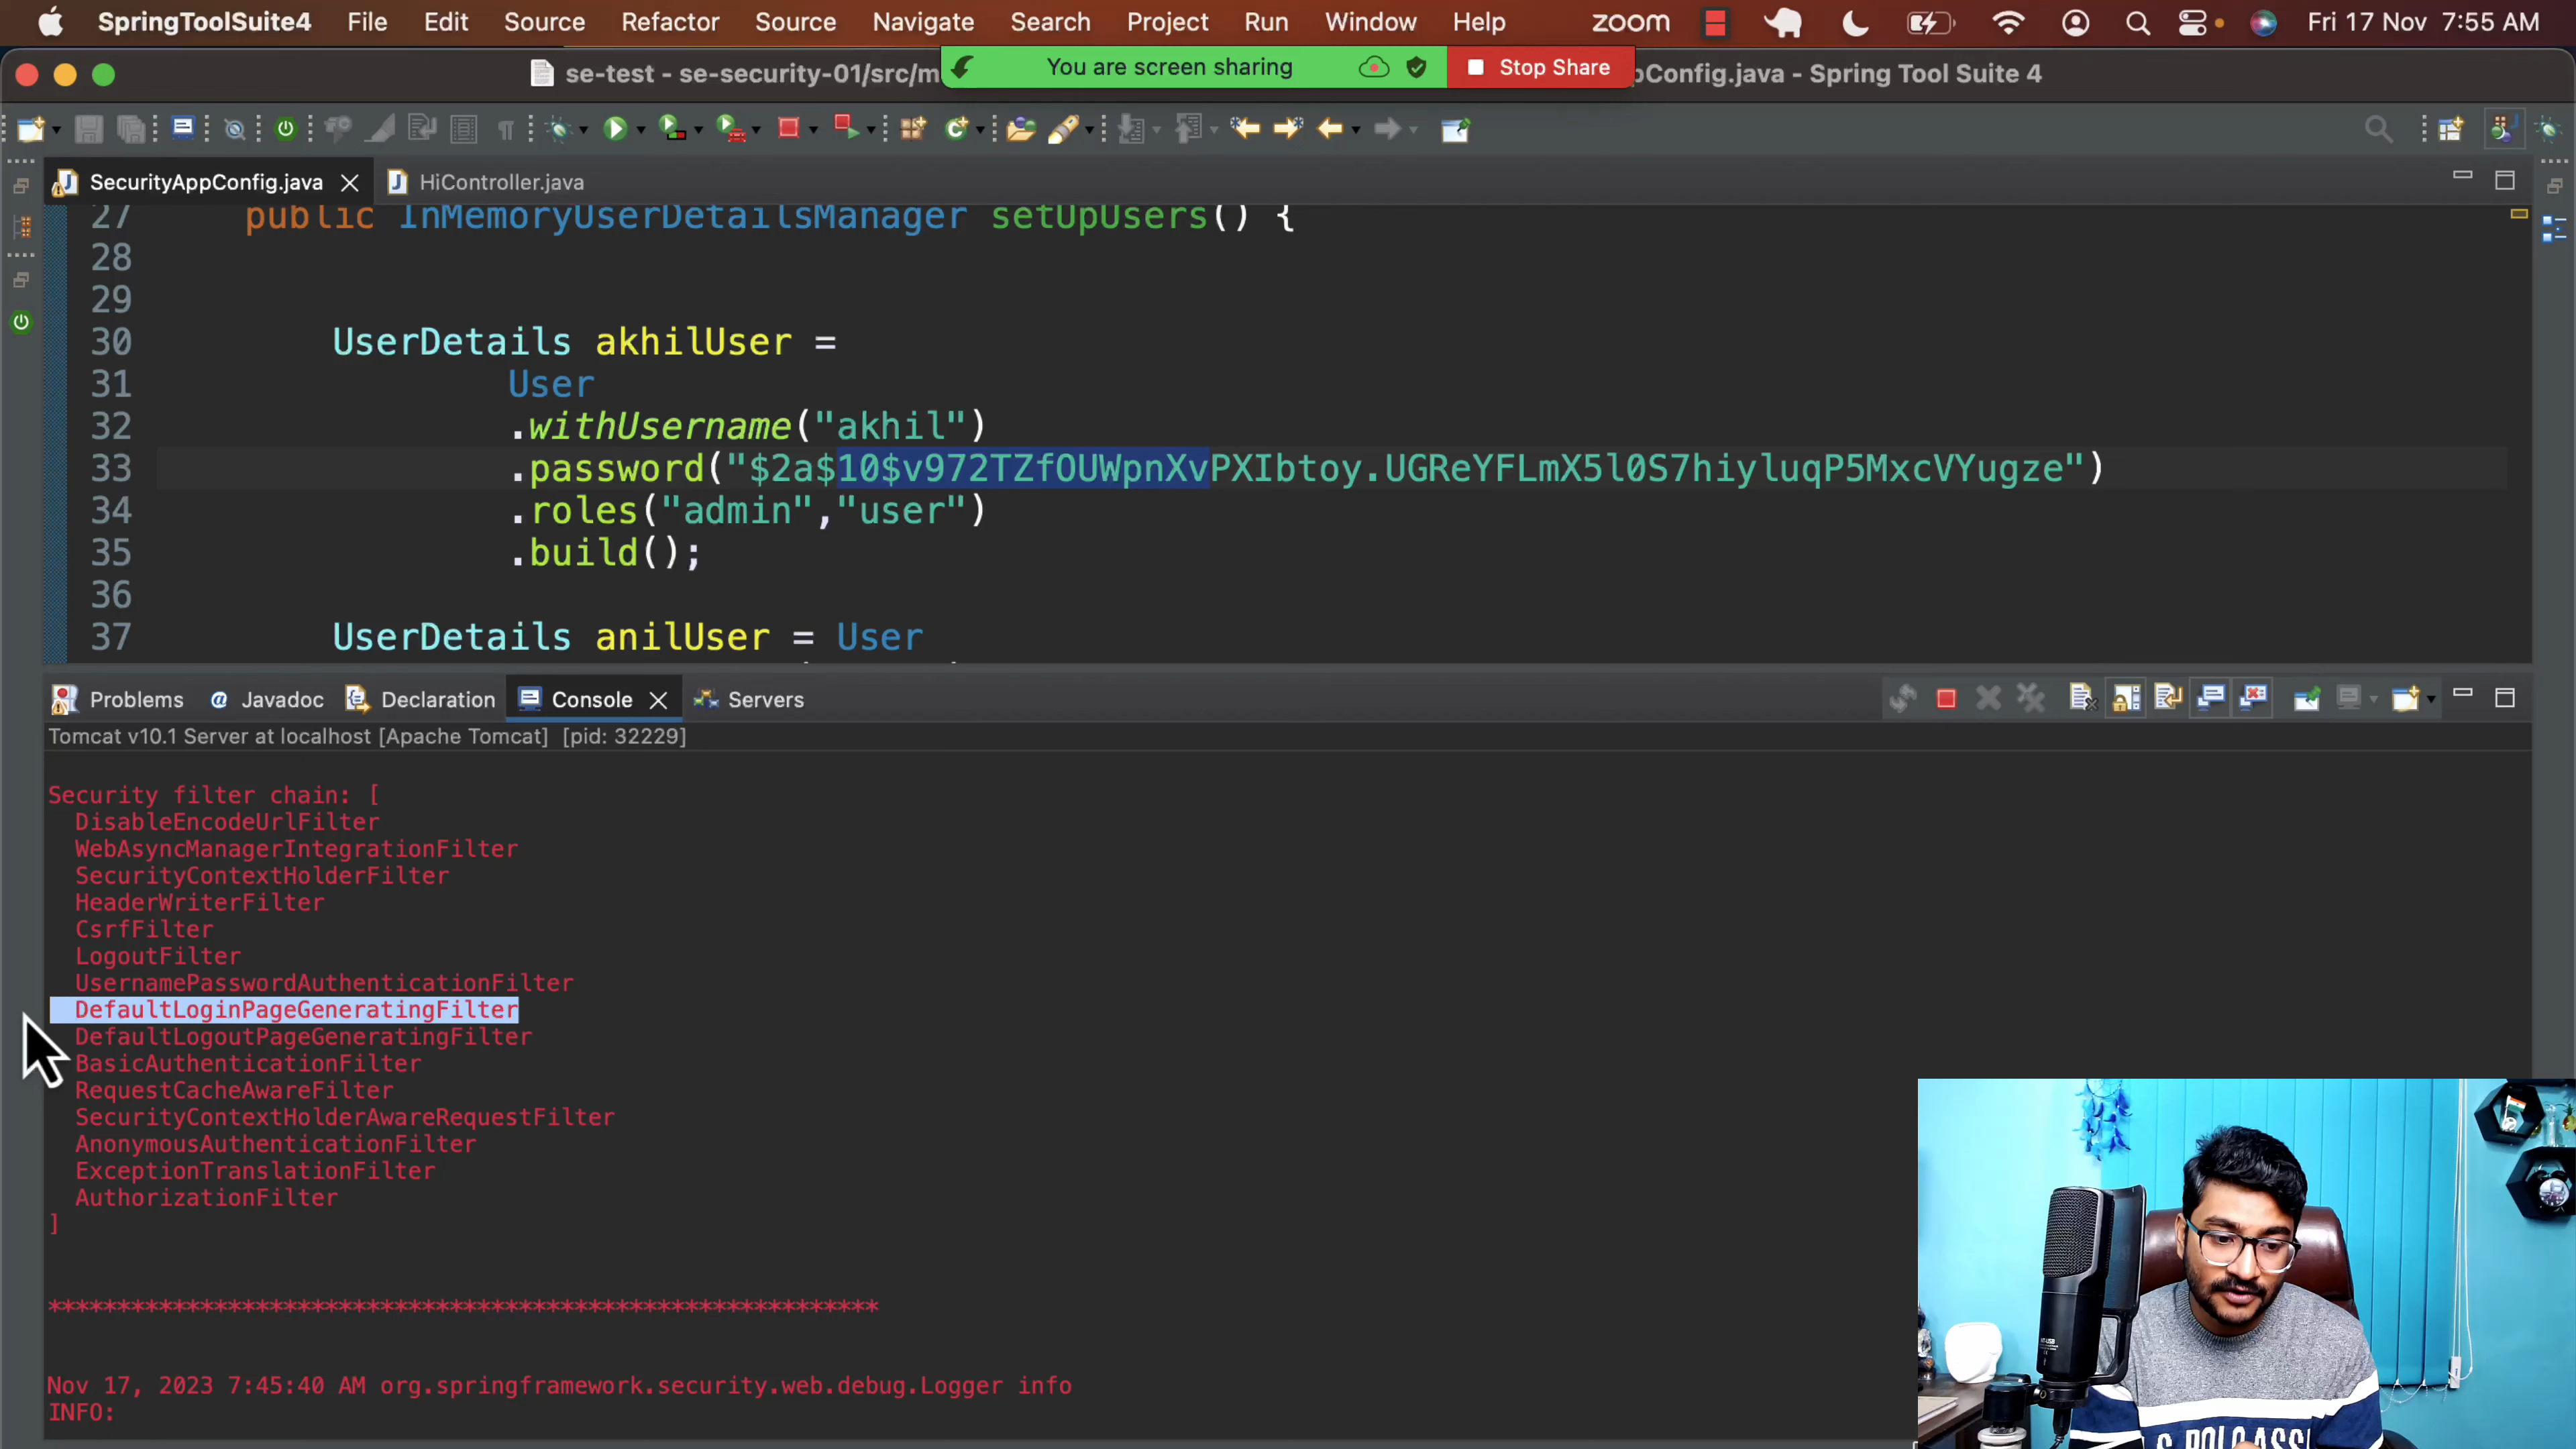 SpringToolSuite4 File Edit Source Refactor Source Navigate Search Project Run Window Help zoom Fri 17 Nov 7:55 AM
You are screen sharing Stop Share
se-test - se-security-01/src/m pConfig.java - Spring Tool Suite 4
SecurityAppConfig.java HiController.java
27 public InMemoryUserDetailsManager setUpUsers() {
28
29
30 UserDetails akhilUser =
31 User
32 .withUsername("akhil")
33 .password("$2a$10$v972TZfOUWpnXvPXIbtoy.UGReYFLmX5l0S7hiyluqP5MxcVYugze")
34 .roles("admin","user")
35 .build();
36
37 UserDetails anilUser = User
Problems @ Javadoc Declaration Console Servers
Tomcat v10.1 Server at localhost [Apache Tomcat] [pid: 32229]
Security filter chain: [
DisableEncodeUrlFilter
WebAsyncManagerIntegrationFilter
SecurityContextHolderFilter
HeaderWriterFilter
CsrfFilter
LogoutFilter
UsernamePasswordAuthenticationFilter
DefaultLoginPageGeneratingFilter
DefaultLogoutPageGeneratingFilter
BasicAuthenticationFilter
RequestCacheAwareFilter
SecurityContextHolderAwareRequestFilter
AnonymousAuthenticationFilter
ExceptionTranslationFilter
AuthorizationFilter
]
************************************************************
Nov 17, 2023 7:45:40 AM org.springframework.security.web.debug.Logger info
INFO: